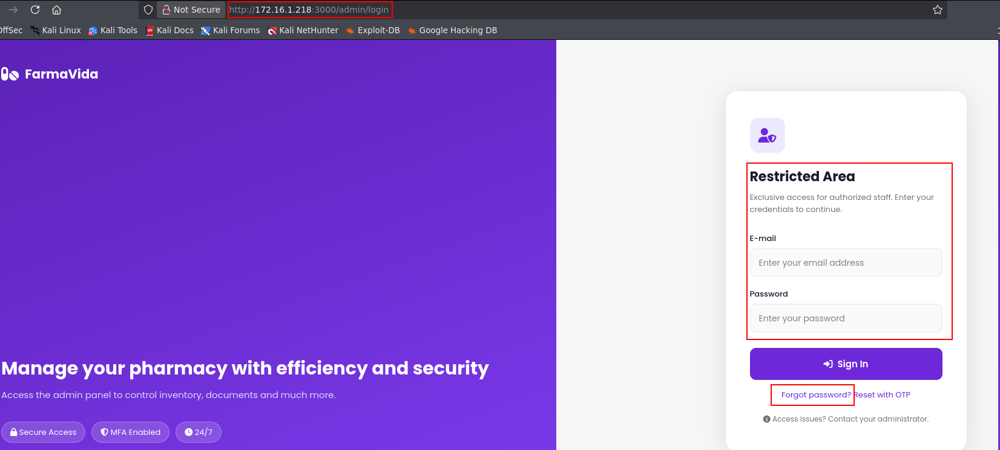 Not Secure
http://172.16.1.218:3000/admin/login
OffSec Kali Linux Kali Tools Kali Docs Kali Forums Kali NetHunter Exploit-DB Google Hacking DB
FarmaVida
Manage your pharmacy with efficiency and security
Access the admin panel to control inventory, documents and much more.
Secure Access MFA Enabled 24/7
Restricted Area
Exclusive access for authorized staff. Enter your
credentials to continue.
E-mail
Enter your email address
Password
Enter your password
Sign In
Forgot password? Reset with OTP
Access issues? Contact your administrator.